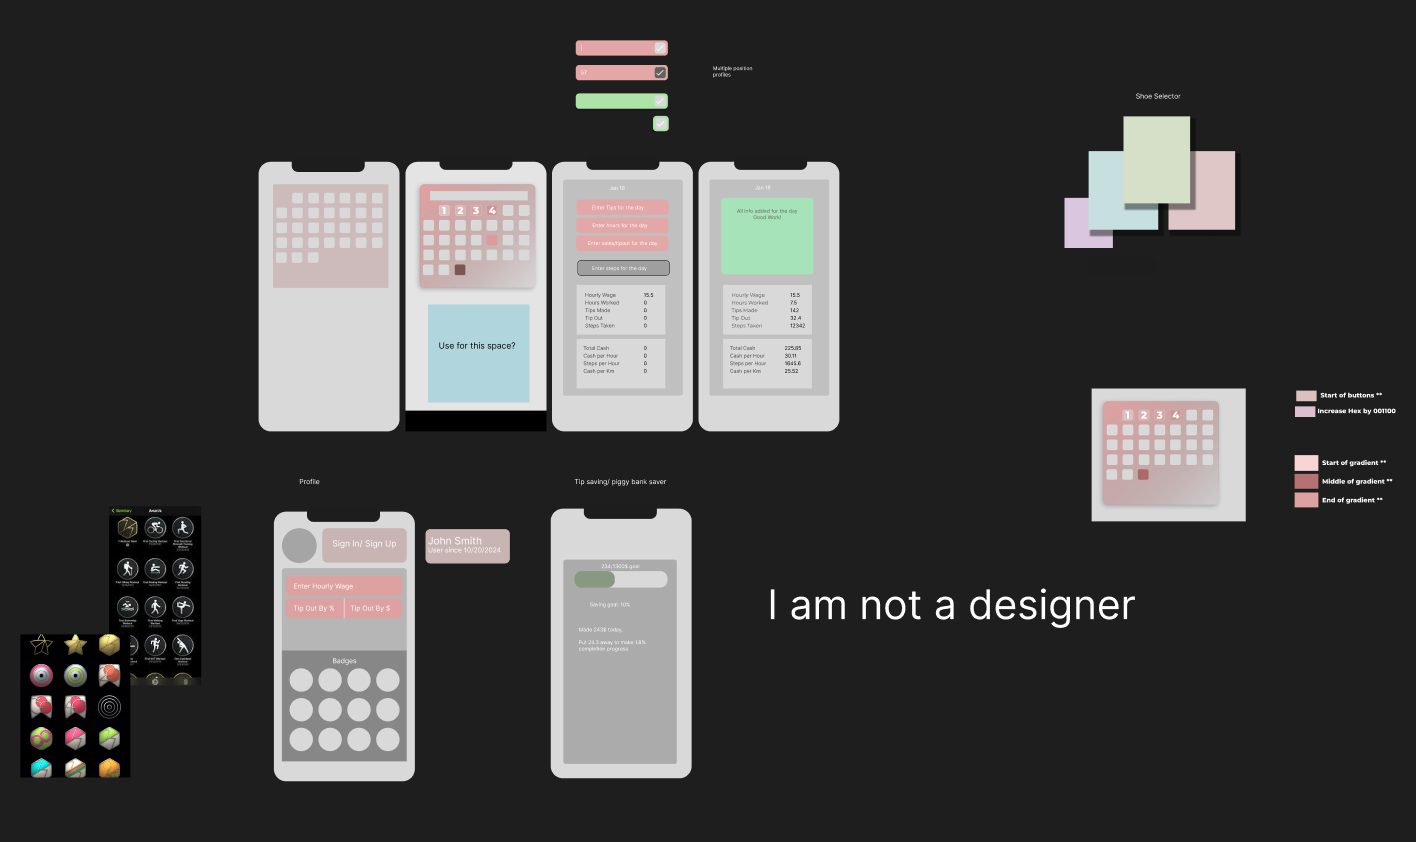 57
Multiple position
profiles
Shoe Selector
1 2 3 4
Use for this space?
Jan 18
Enter Tips for the day
Enter hours for the day
Enter sales/tipout for the day
Enter steps for the day
Hourly Wage 15.5
Hours Worked 0
Tips Made 0
Tip Out 0
Steps Taken 0
Total Cash 0
Cash per Hour 0
Steps per Hour 0
Cash per Km 0
Jan 18
All info added for the day
Good Work!
Hourly Wage 15.5
Hours Worked 7.5
Tips Made 142
Tip Out 32.4
Steps Taken 12342
Total Cash 225.85
Cash per Hour 30.11
Steps per Hour 1645.6
Cash per Km 25.52
1 2 3 4
Start of buttons **
Increase Hex by 001100
Start of gradient **
Middle of gradient **
End of gradient **
Profile
Sign In/ Sign Up
John Smith
User since 10/20/2024
Enter Hourly Wage
Tip Out By %
Tip Out By $
Badges
Tip saving/ piggy bank saver
Saving goal: 10%
Made 243$ today,
Put 24.3 away to make 1.8%
completion progress
I am not a designer
Summary
Awards